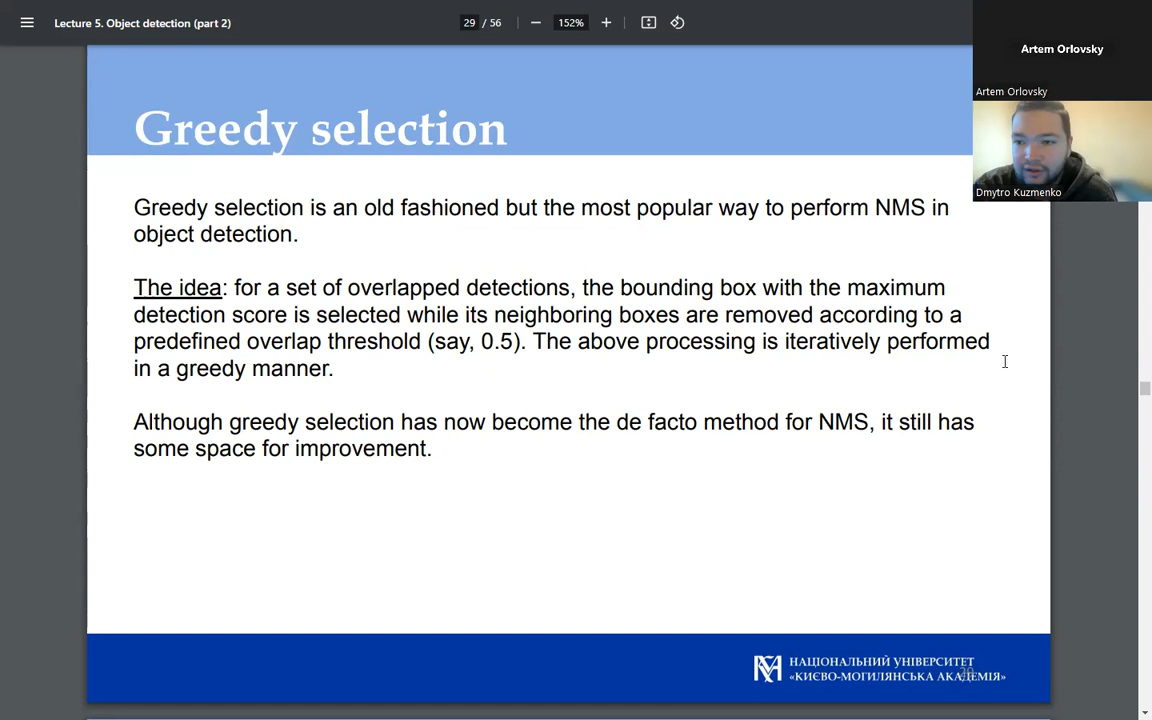 Lecture 5. Object detection (part 2)
29 / 56
152%
Artem Orlovsky
Artem Orlovsky
Dmytro Kuzmenko
Greedy selection
Greedy selection is an old fashioned but the most popular way to perform NMS in
object detection.
The idea: for a set of overlapped detections, the bounding box with the maximum
detection score is selected while its neighboring boxes are removed according to a
predefined overlap threshold (say, 0.5). The above processing is iteratively performed
in a greedy manner.
Although greedy selection has now become the de facto method for NMS, it still has
some space for improvement.
НАЦІОНАЛЬНИЙ УНІВЕРСИТЕТ
«КИЄВО-МОГИЛЯНСЬКА АКАДЕМІЯ»
29